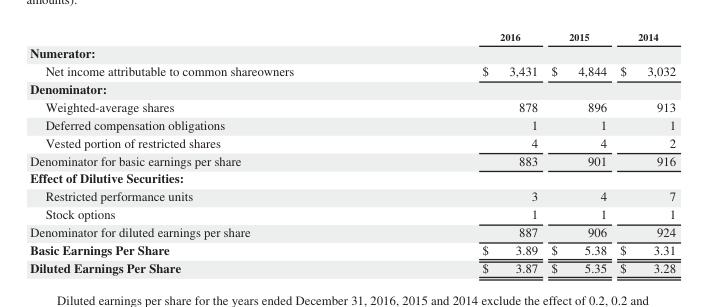 amounts).
2016 2015 2014
Numerator:
Net income attributable to common shareowners $ 3,431 $ 4,844 $ 3,032
Denominator:
Weighted-average shares 878 896 913
Deferred compensation obligations 1 1 1
Vested portion of restricted shares 4 4 2
Denominator for basic earnings per share 883 901 916
Effect of Dilutive Securities:
Restricted performance units 3 4 7
Stock options 1 1 1
Denominator for diluted earnings per share 887 906 924
Basic Earnings Per Share $ 3.89 $ 5.38 $ 3.31
Diluted Earnings Per Share $ 3.87 $ 5.35 $ 3.28
Diluted earnings per share for the years ended December 31, 2016, 2015 and 2014 exclude the effect of 0.2, 0.2 and